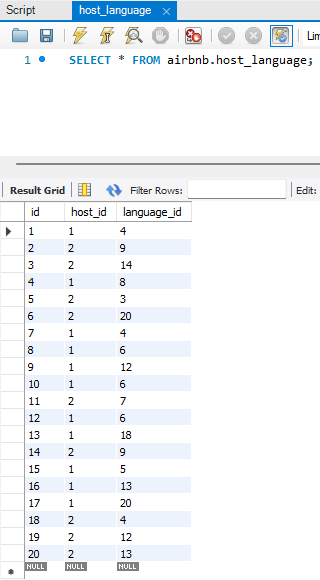 Script host_language ×
Lim
1 SELECT * FROM airbnb.host_language;
Result Grid Filter Rows: Edit:
id host_id language_id
1 1 4
2 2 9
3 2 14
4 1 8
5 2 3
6 2 20
7 1 4
8 1 6
9 1 12
10 1 6
11 2 7
12 1 6
13 1 18
14 2 9
15 1 5
16 1 13
17 1 20
18 2 4
19 2 12
20 2 13
NULL NULL NULL